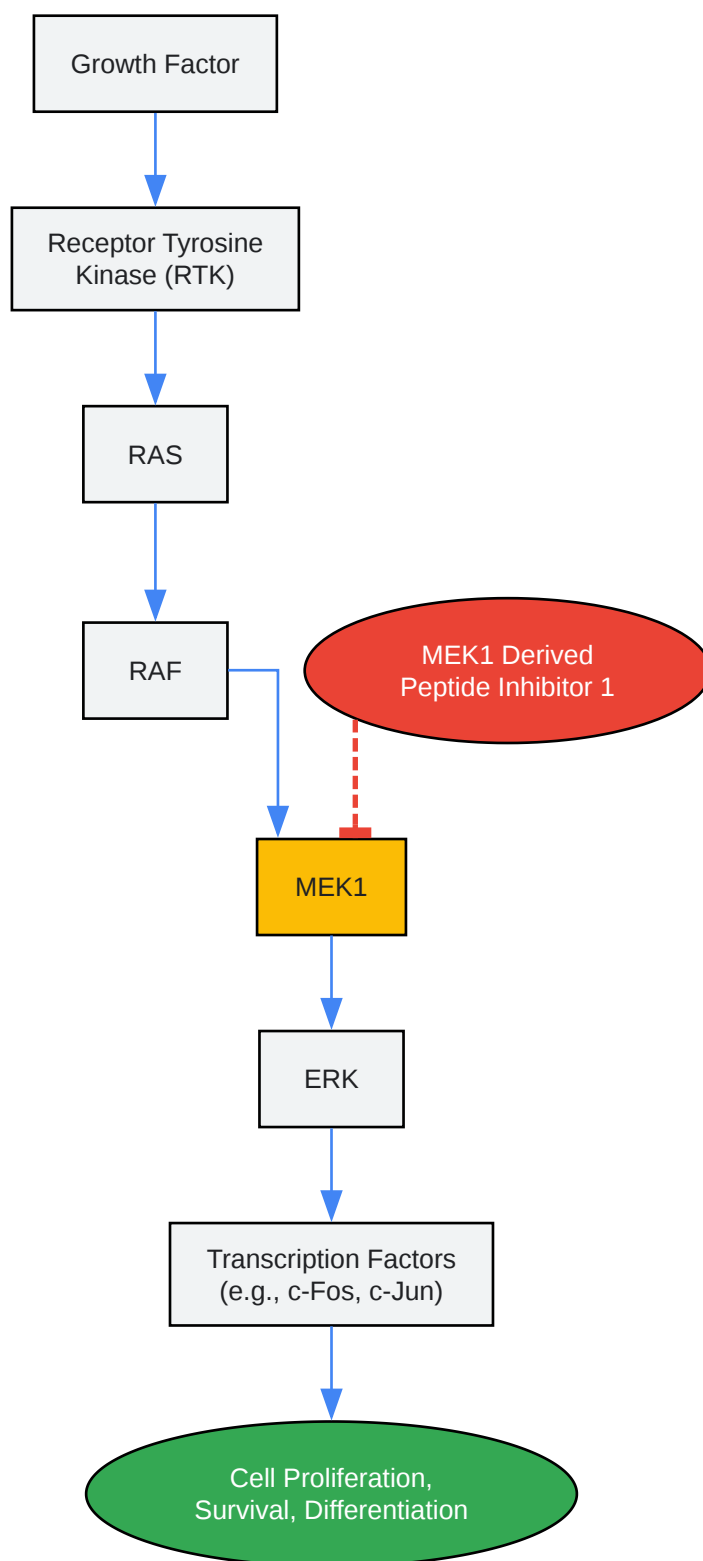 Growth Factor
Receptor Tyrosine
Kinase (RTK)
RAS
RAF
MEK1 Derived
Peptide Inhibitor 1
MEK1
ERK
Transcription Factors
(e.g., c-Fos, c-Jun)
Cell Proliferation,
Survival, Differentiation